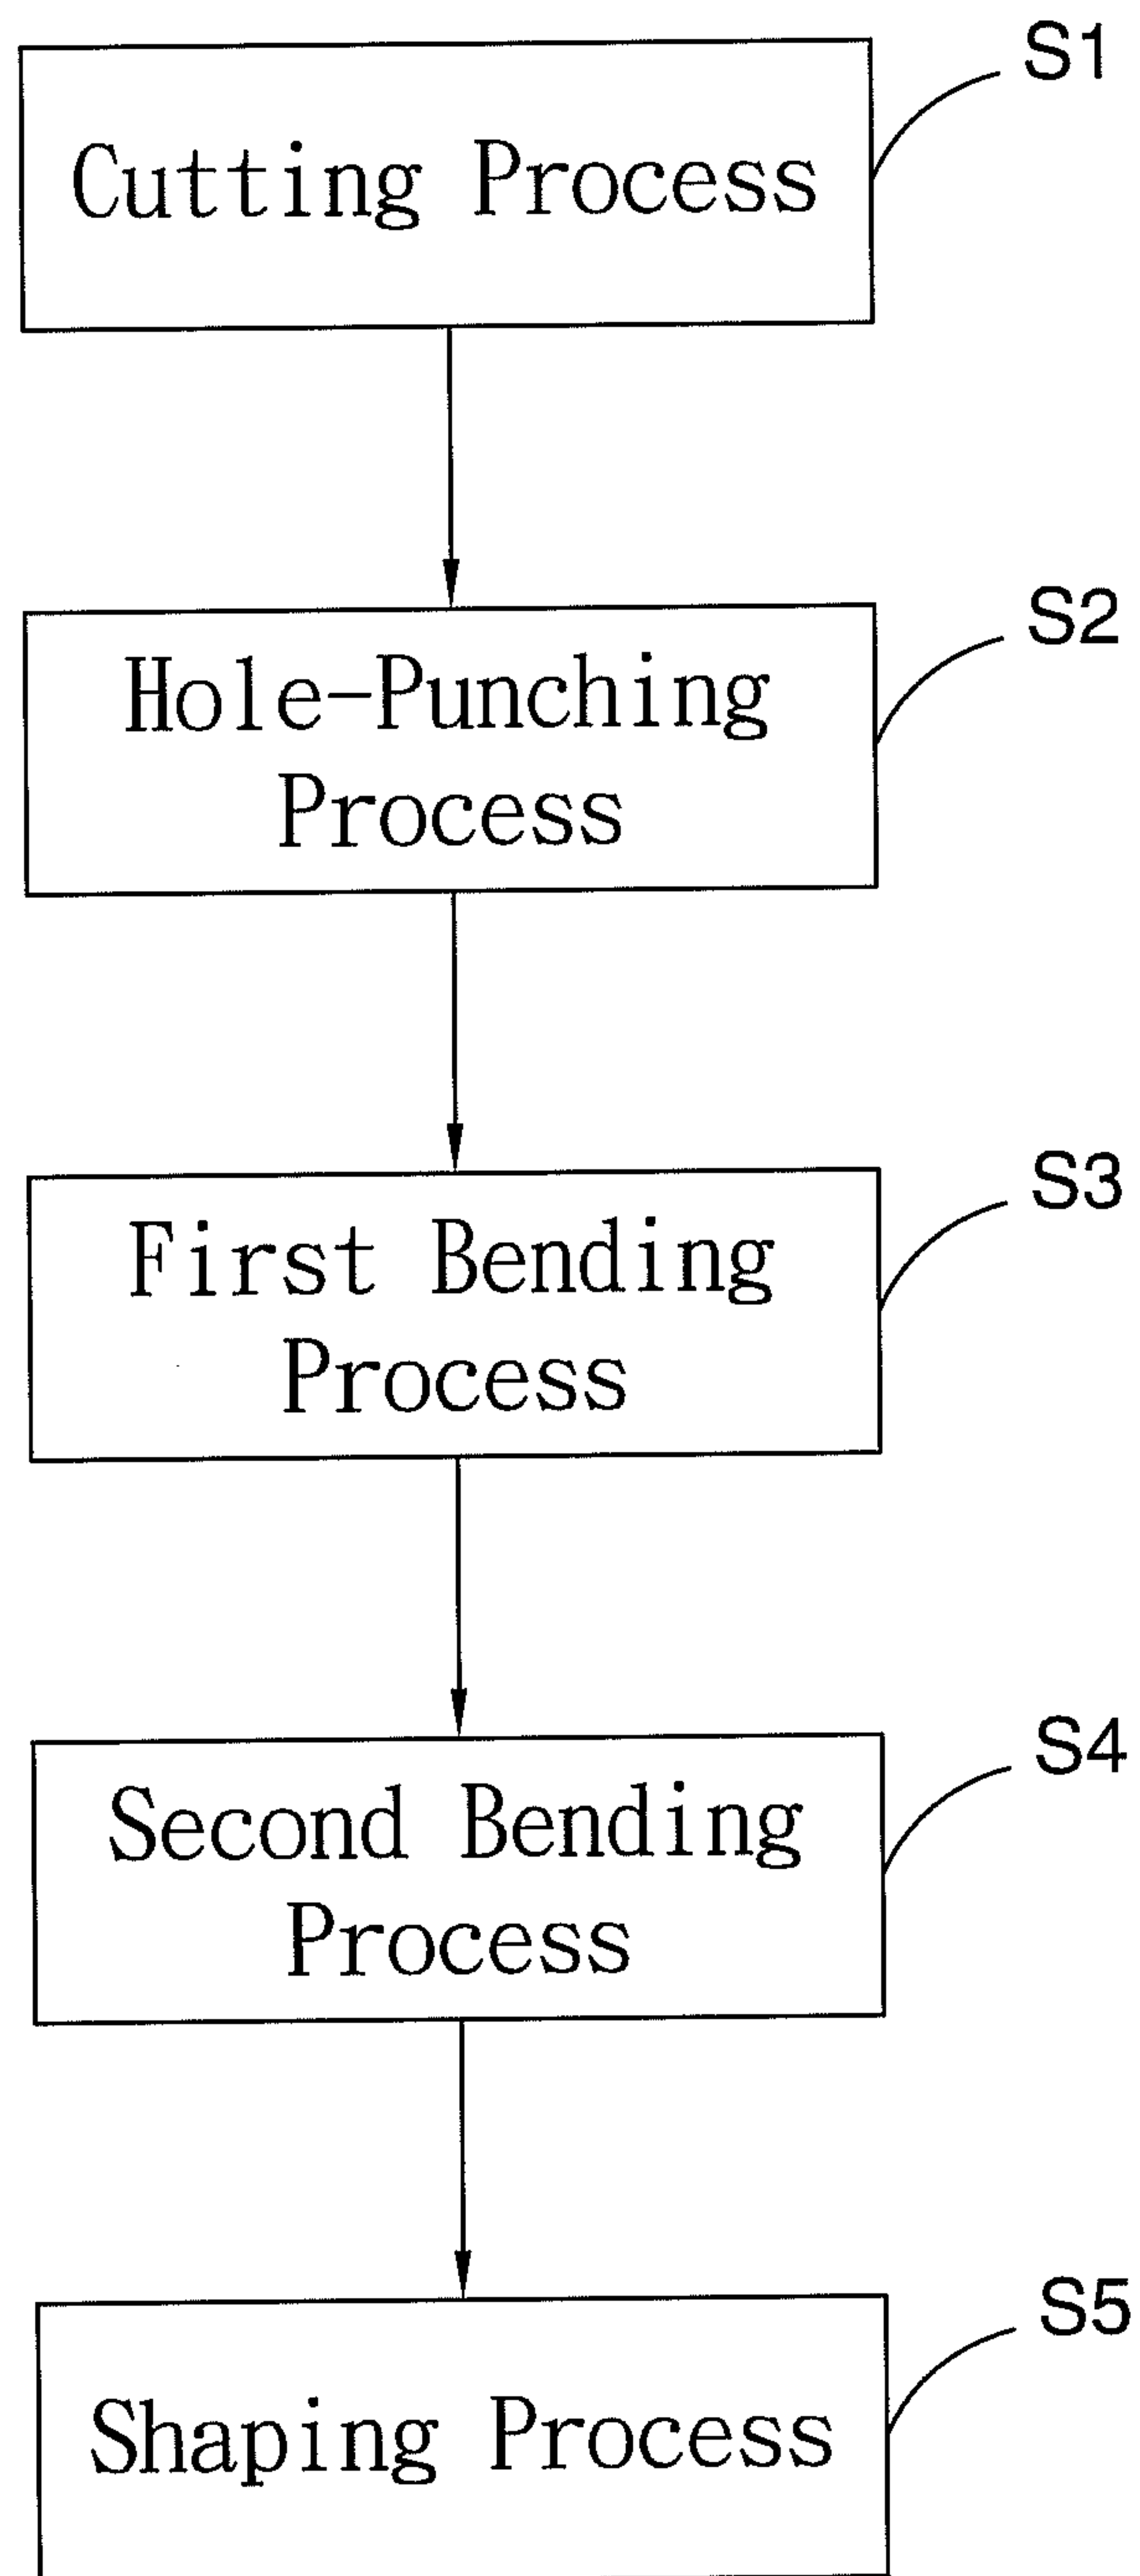 S1
Cutting Process
S2
Hole-Punching
Process
S3
First Bending
Process
S4
Second Bending
Process
S5
Shaping Process